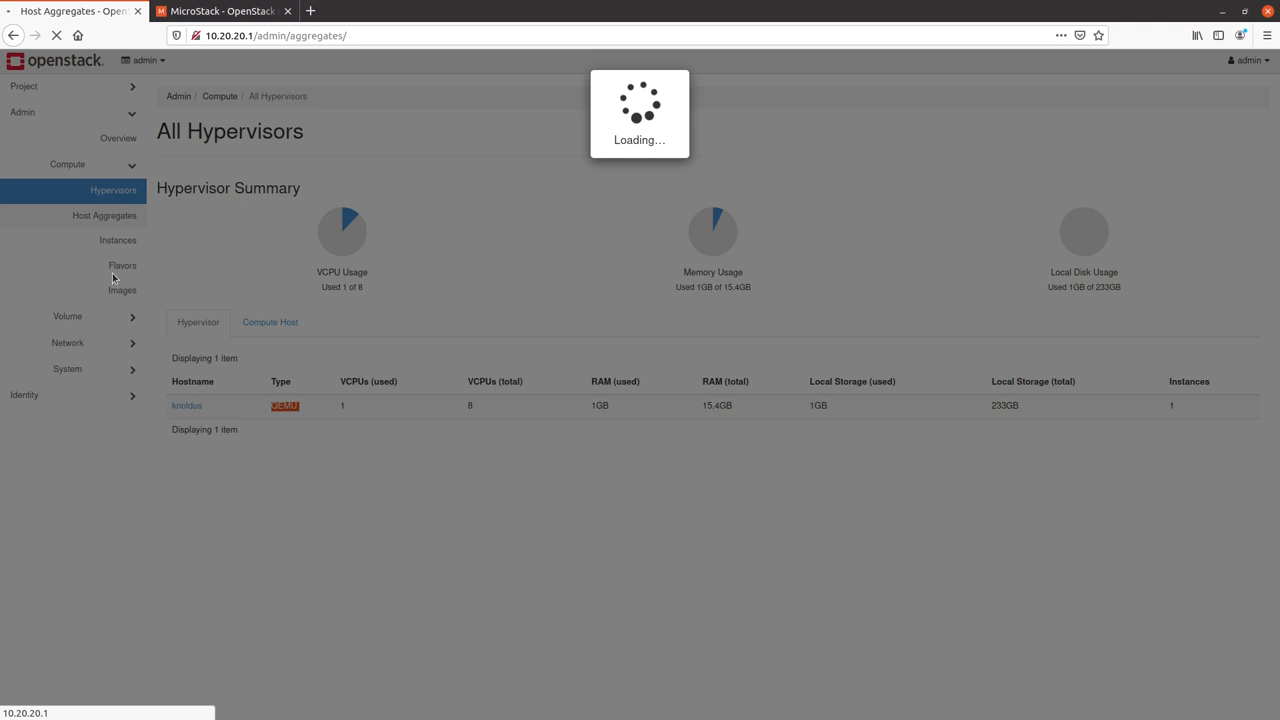 Host Aggregates - Open
MicroStack - OpenStack
10.20.20.1/admin/aggregates/
openstack.
admin
admin
Project
Admin
Overview
Compute
Hypervisors
Host Aggregates
Instances
Flavors
Images
Volume
Network
System
Identity
Admin / Compute / All Hypervisors
All Hypervisors
Loading…
Hypervisor Summary
VCPU Usage
Used 1 of 8
Memory Usage
Used 1GB of 15.4GB
Local Disk Usage
Used 1GB of 233GB
Hypervisor
Compute Host
Displaying 1 item
Hostname Type VCPUs (used) VCPUs (total) RAM (used) RAM (total) Local Storage (used) Local Storage (total) Instances
knoldus QEMU 1 8 1GB 15.4GB 1GB 233GB 1
Displaying 1 item
10.20.20.1